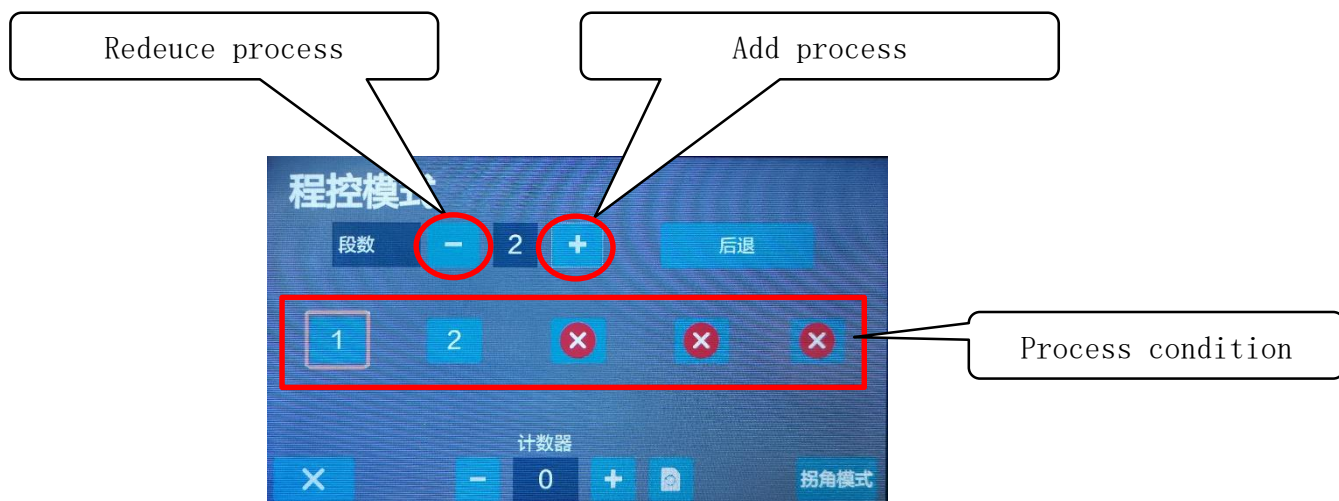 Redeuce process
Add process
程控模式
段数 − 2 + 后退
1 2 × × ×
Process condition
计数器
× − 0 + 拐角模式